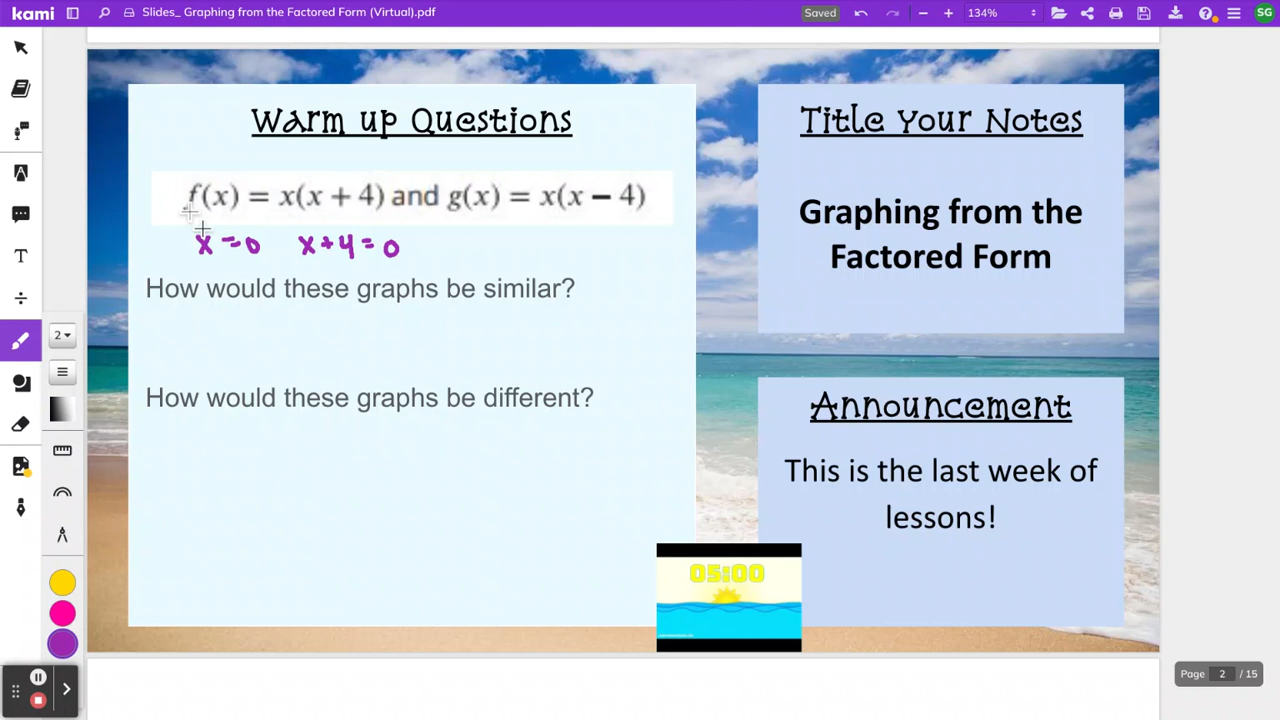 kami Slides_ Graphing from the Factored Form (Virtual).pdf Saved 134% SG
Warm up Questions
f(x) = x(x + 4) and g(x) = x(x − 4)
x = 0 x + 4 = 0
How would these graphs be similar?
How would these graphs be different?
Title Your Notes
Graphing from the
Factored Form
Announcement
This is the last week of
lessons!
05:00
2
T
Page 2 / 15